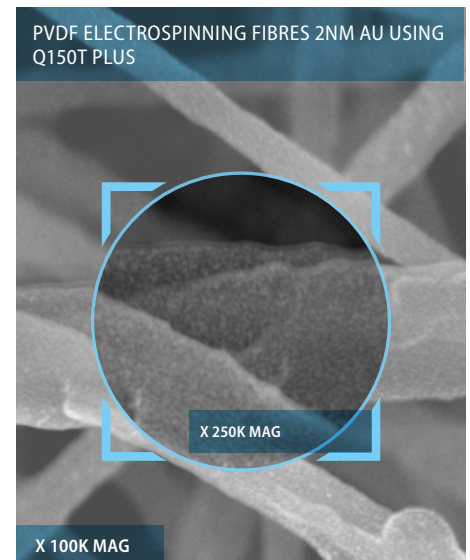 PVDF ELECTROSPINNING FIBRES 2NM AU USING
Q150T PLUS
X 250K MAG
X 100K MAG